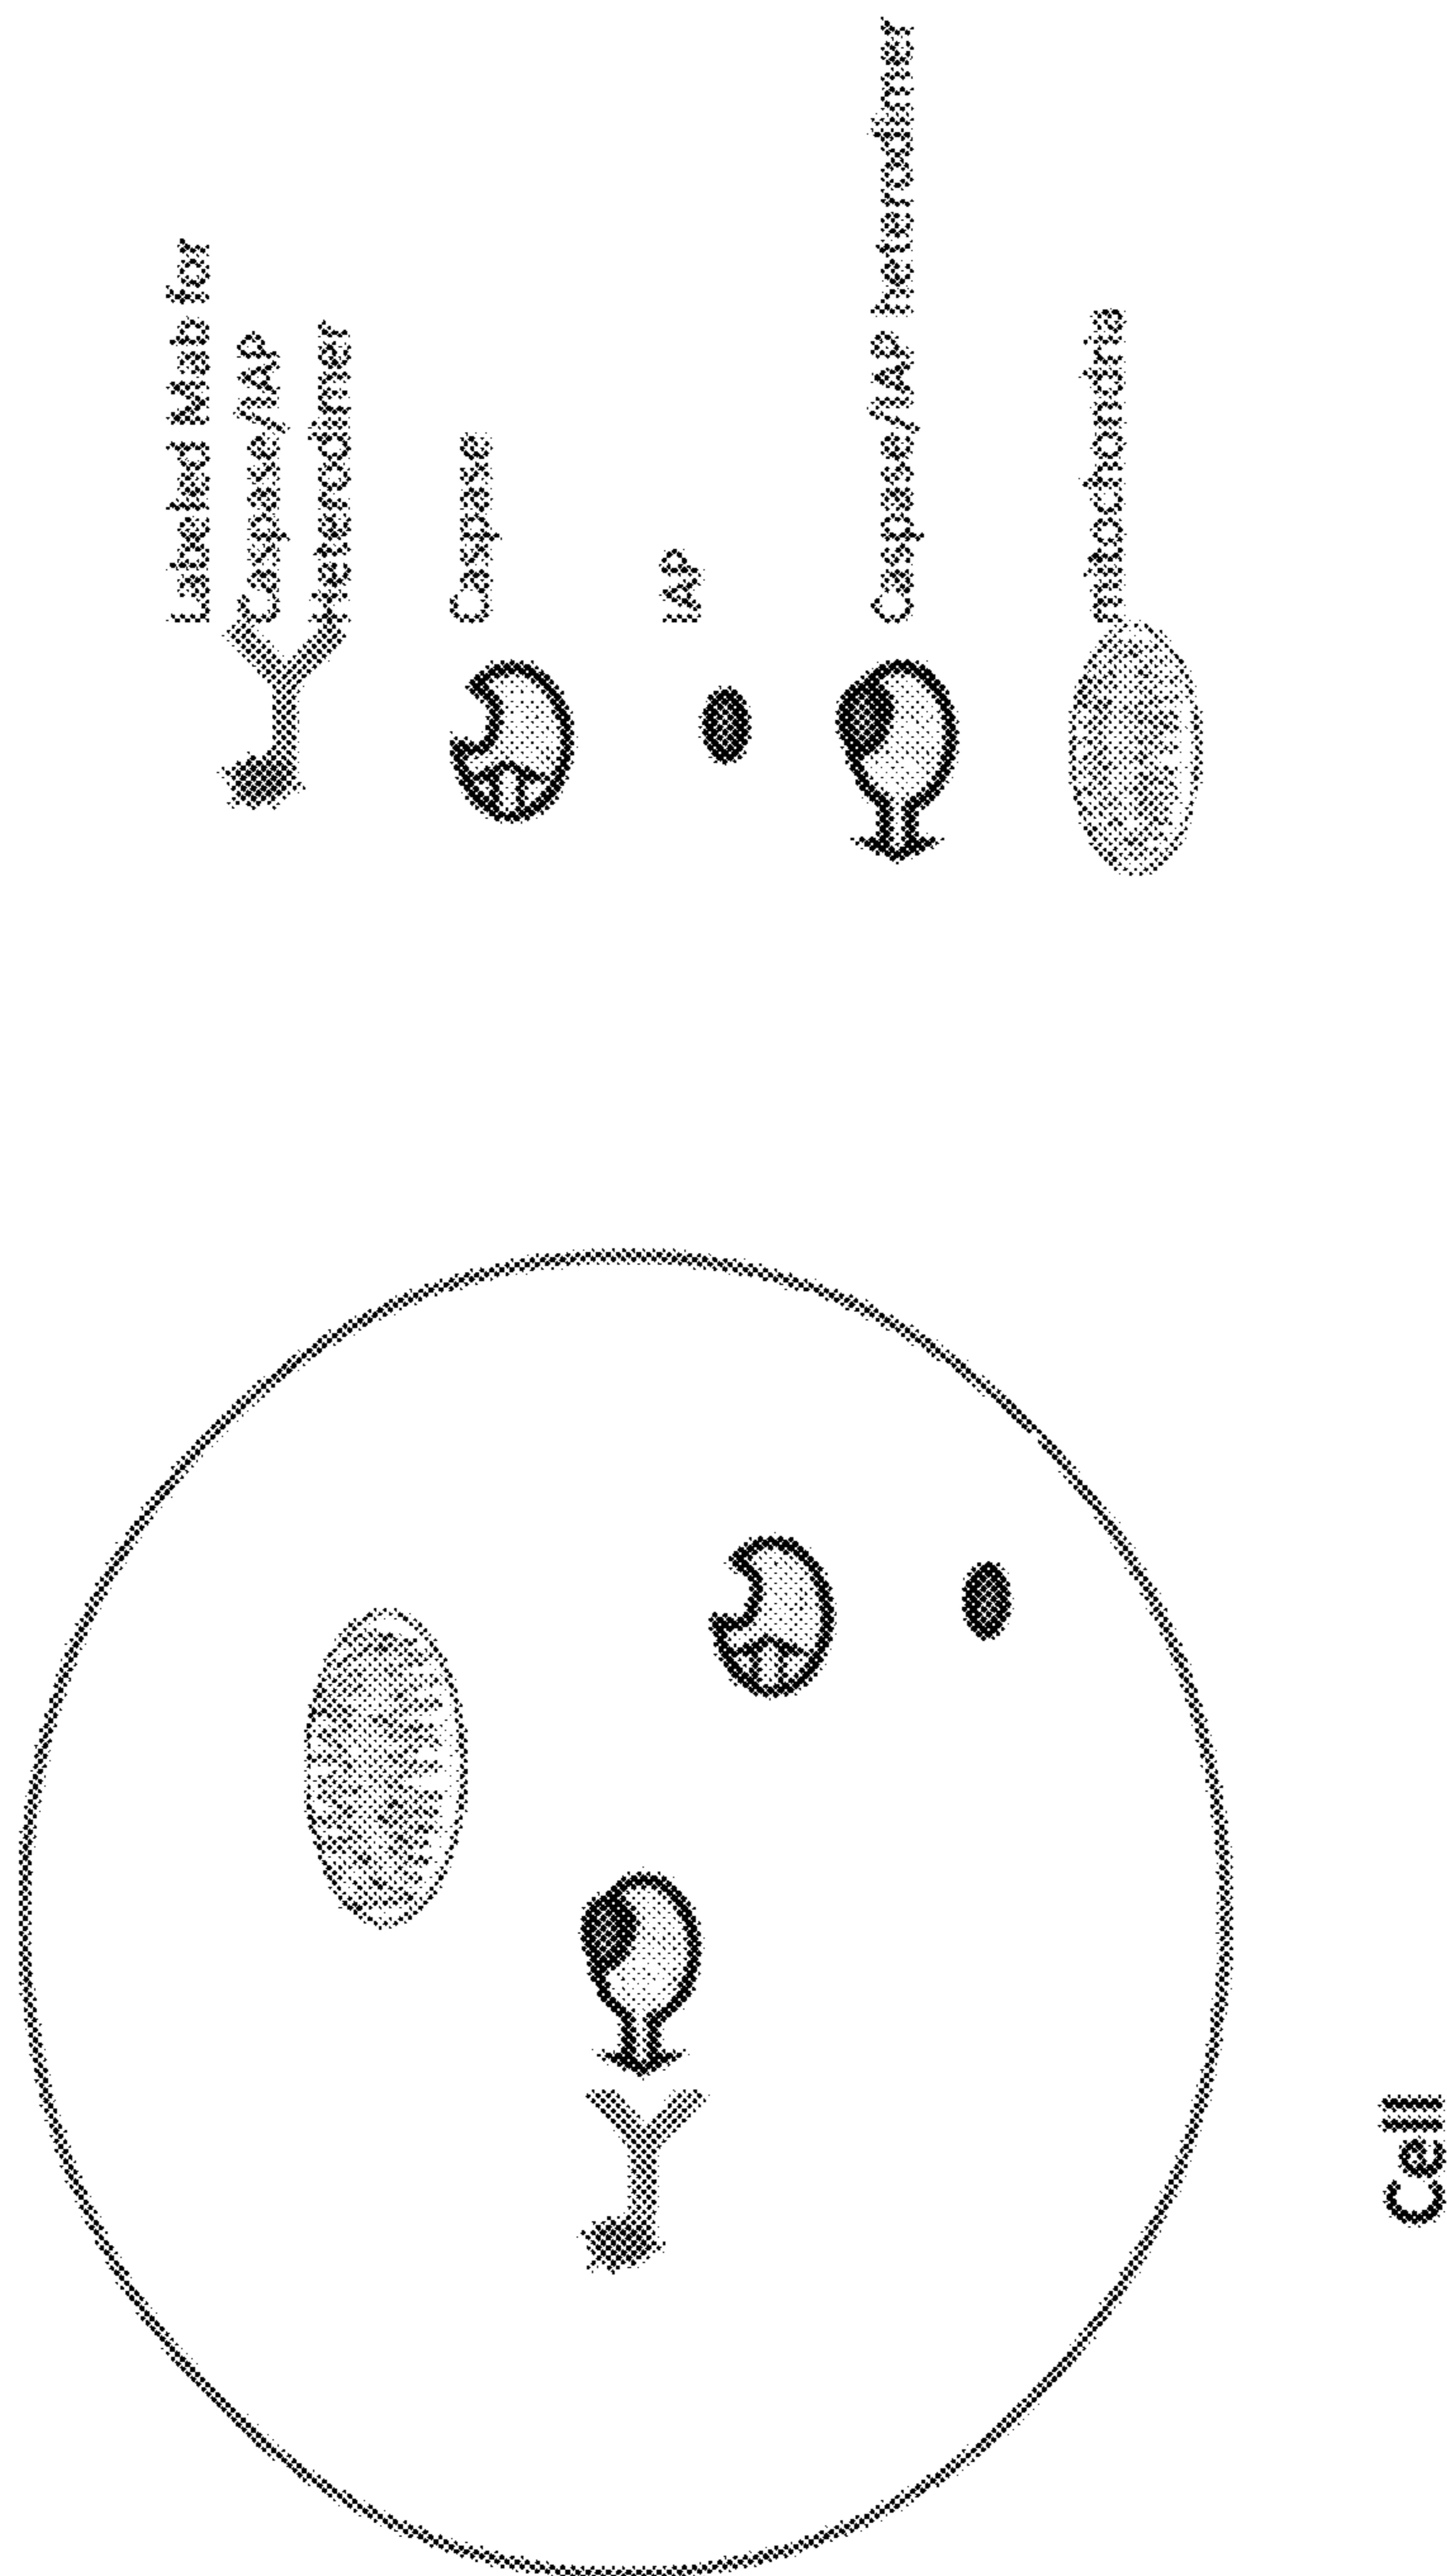 Labeled Mab for
Caspase/IAP
Heterodimer
Caspase
IAP
Caspase/IAP heterodimer
mitochondria
Cell